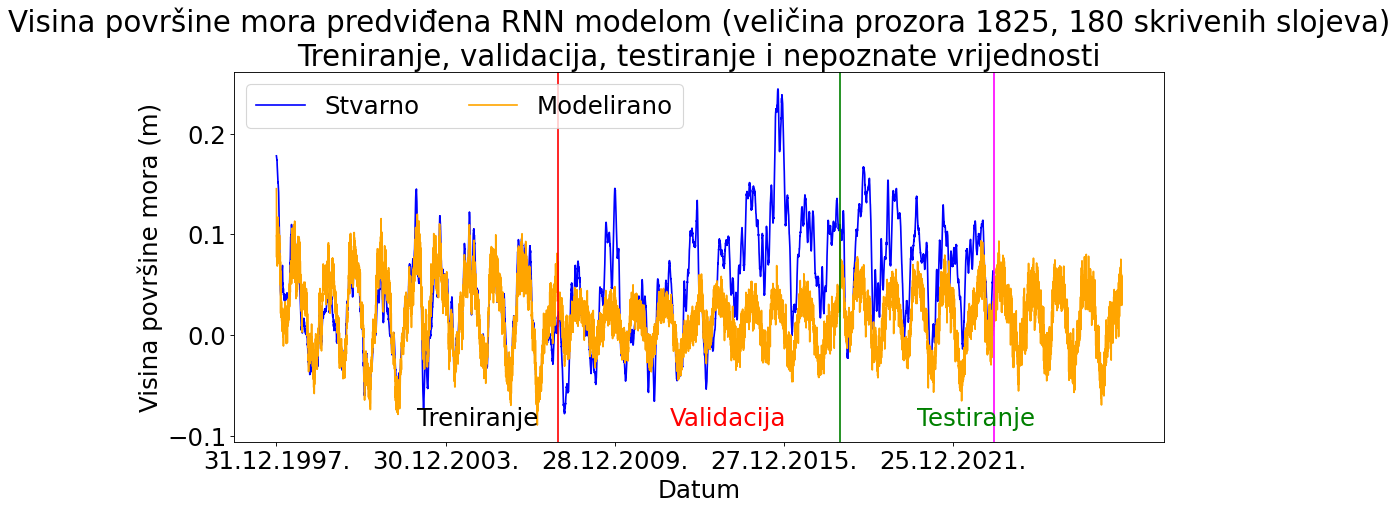 Visina površine mora predviđena RNN modelom (veličina prozora 1825, 180 skrivenih slojeva)
Treniranje, validacija, testiranje i nepoznate vrijednosti
Stvarno
Modelirano
Visina površine mora (m)
0.2
0.1
0.0
−0.1
Treniranje
Validacija
Testiranje
31.12.1997.
30.12.2003.
28.12.2009.
27.12.2015.
25.12.2021.
Datum